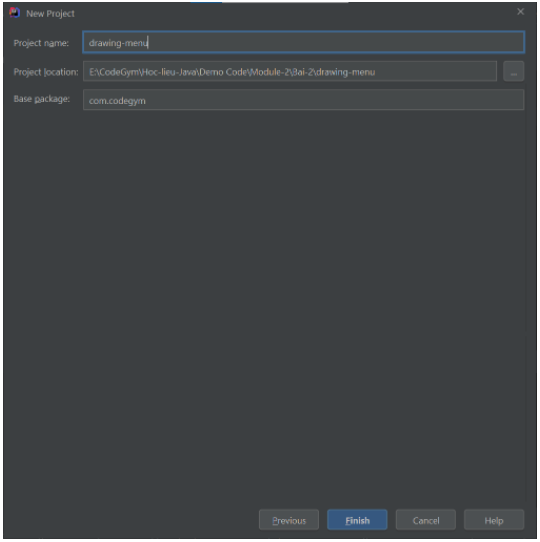 New Project
Project name: drawing-menu
Project location: E:\CodeGym\Hoc-lieu-Java\Demo Code\Module-2\Bai-2\drawing-menu ...
Base package: com.codegym
Previous Finish Cancel Help